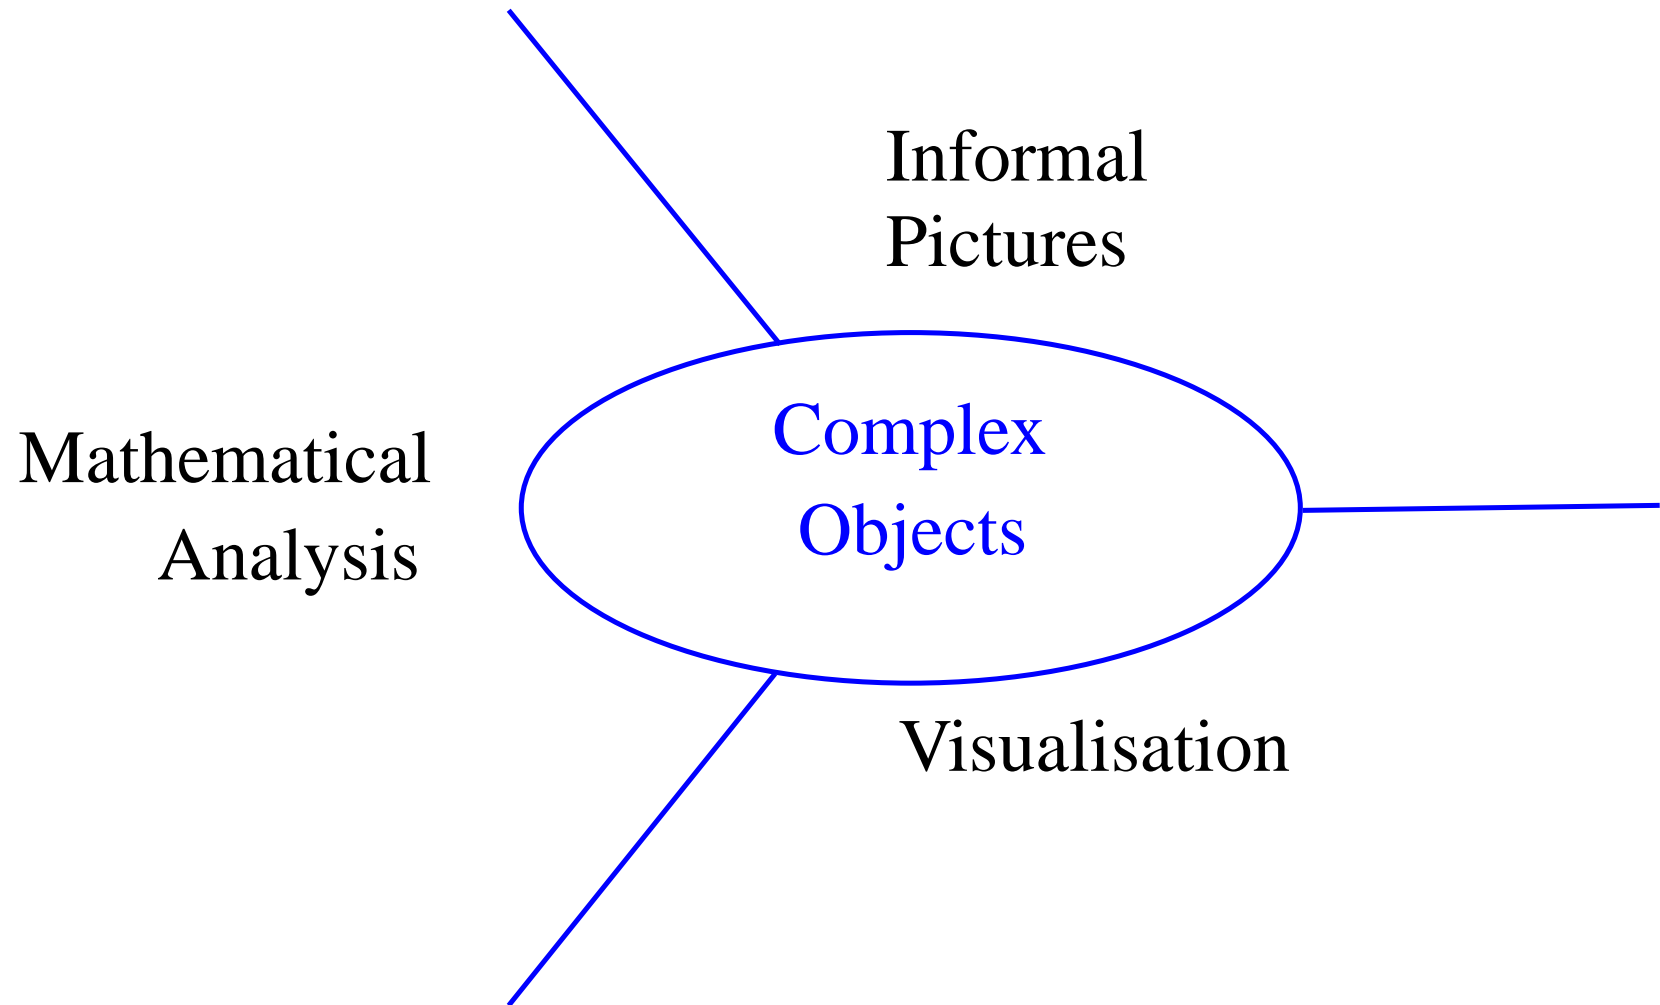 Informal
Pictures
Mathematical
Analysis
Complex
Objects
Visualisation